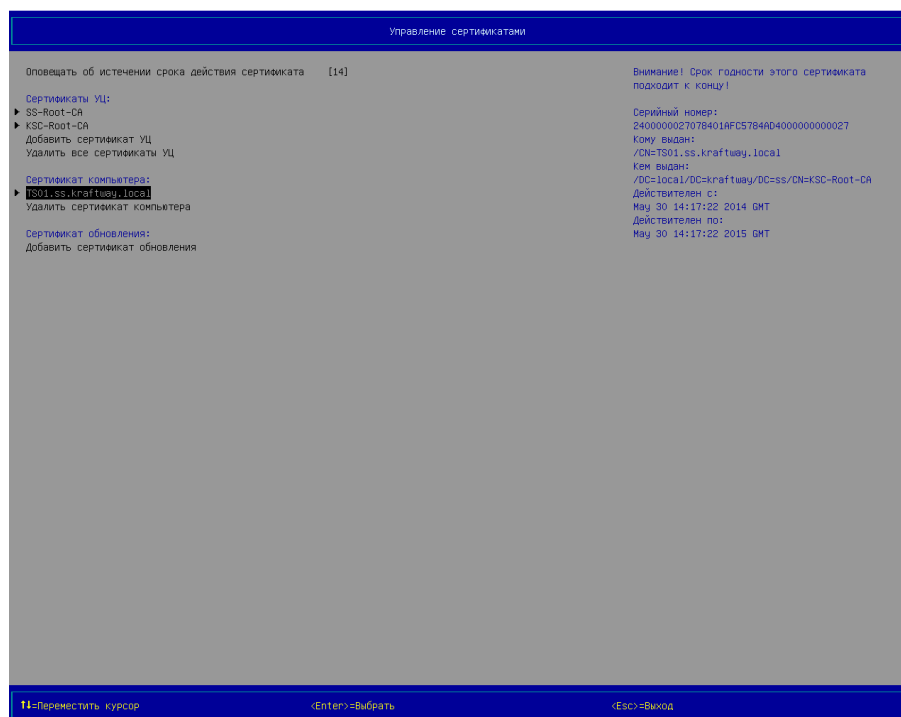 Управление сертификатами
Оповещать об истечении срока действия сертификата [14]
Сертификаты УЦ:
SS-Root-CA
KSC-Root-CA
Добавить сертификат УЦ
Удалить все сертификаты УЦ
Сертификат компьютера:
TS01.ss.kraftway.local
Удалить сертификат компьютера
Сертификат обновления:
Добавить сертификат обновления
Внимание! Срок годности этого сертификата
подходит к концу!
Серийный номер:
2400000027078401AFC5784AD4000000000027
Кому выдан:
/CN=TS01.ss.kraftway.local
Кем выдан:
/DC=local/DC=kraftway/DC=ss/CN=KSC-Root-CA
Действителен с:
May 30 14:17:22 2014 GMT
Действителен по:
May 30 14:17:22 2015 GMT
↑↓=Переместить курсор
<Enter>=Выбрать
<Esc>=Выход